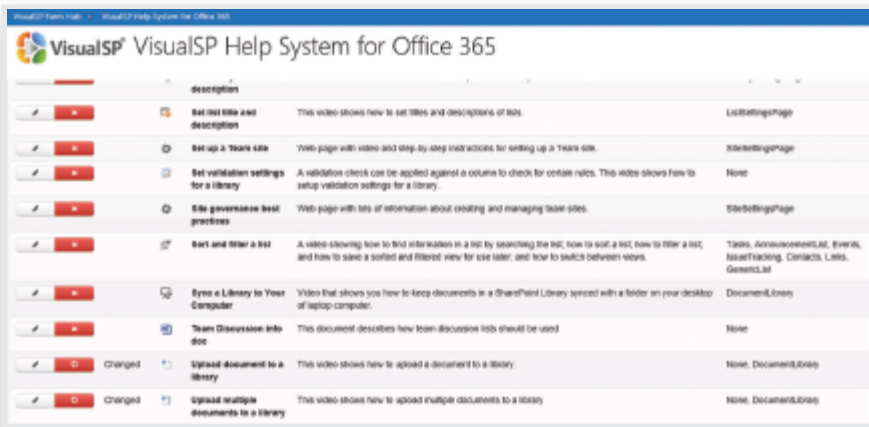 VisualSP Farm Hub VisualSP Help System for Office 365
VisualSP® VisualSP Help System for Office 365
description
Set list title and This video shows how to set titles and descriptions of lists. ListSettingsPage
description
Set up a Team site Web page with video and step by step instructions for setting up a Team site. SiteSettingsPage
Set validation settings A validation check can be applied against a column to check for certain rules. This video shows how to None
for a library setup validation settings for a library.
Site governance best Web page with lots of information about creating and managing team sites. SiteSettingsPage
practices
Sort and filter a list A video showing how to find information in a list by searching the list; how to sort a list; how to filter a list; Tasks, AnnouncementList, Events,
and how to save a sorted and filtered view for use later; and how to switch between views. IssueTracking, Contacts, Links,
GenericList
Sync a Library to Your Video that shows you how to keep documents in a SharePoint Library synced with a folder on your desktop DocumentLibrary
Computer of laptop computer.
Team Discussion info This document describes how team discussion lists should be used None
doc
Changed Upload document to a This video shows how to upload a document to a library. None, DocumentLibrary
library
Changed Upload multiple This video shows how to upload multiple documents to a library None, DocumentLibrary
documents to a library